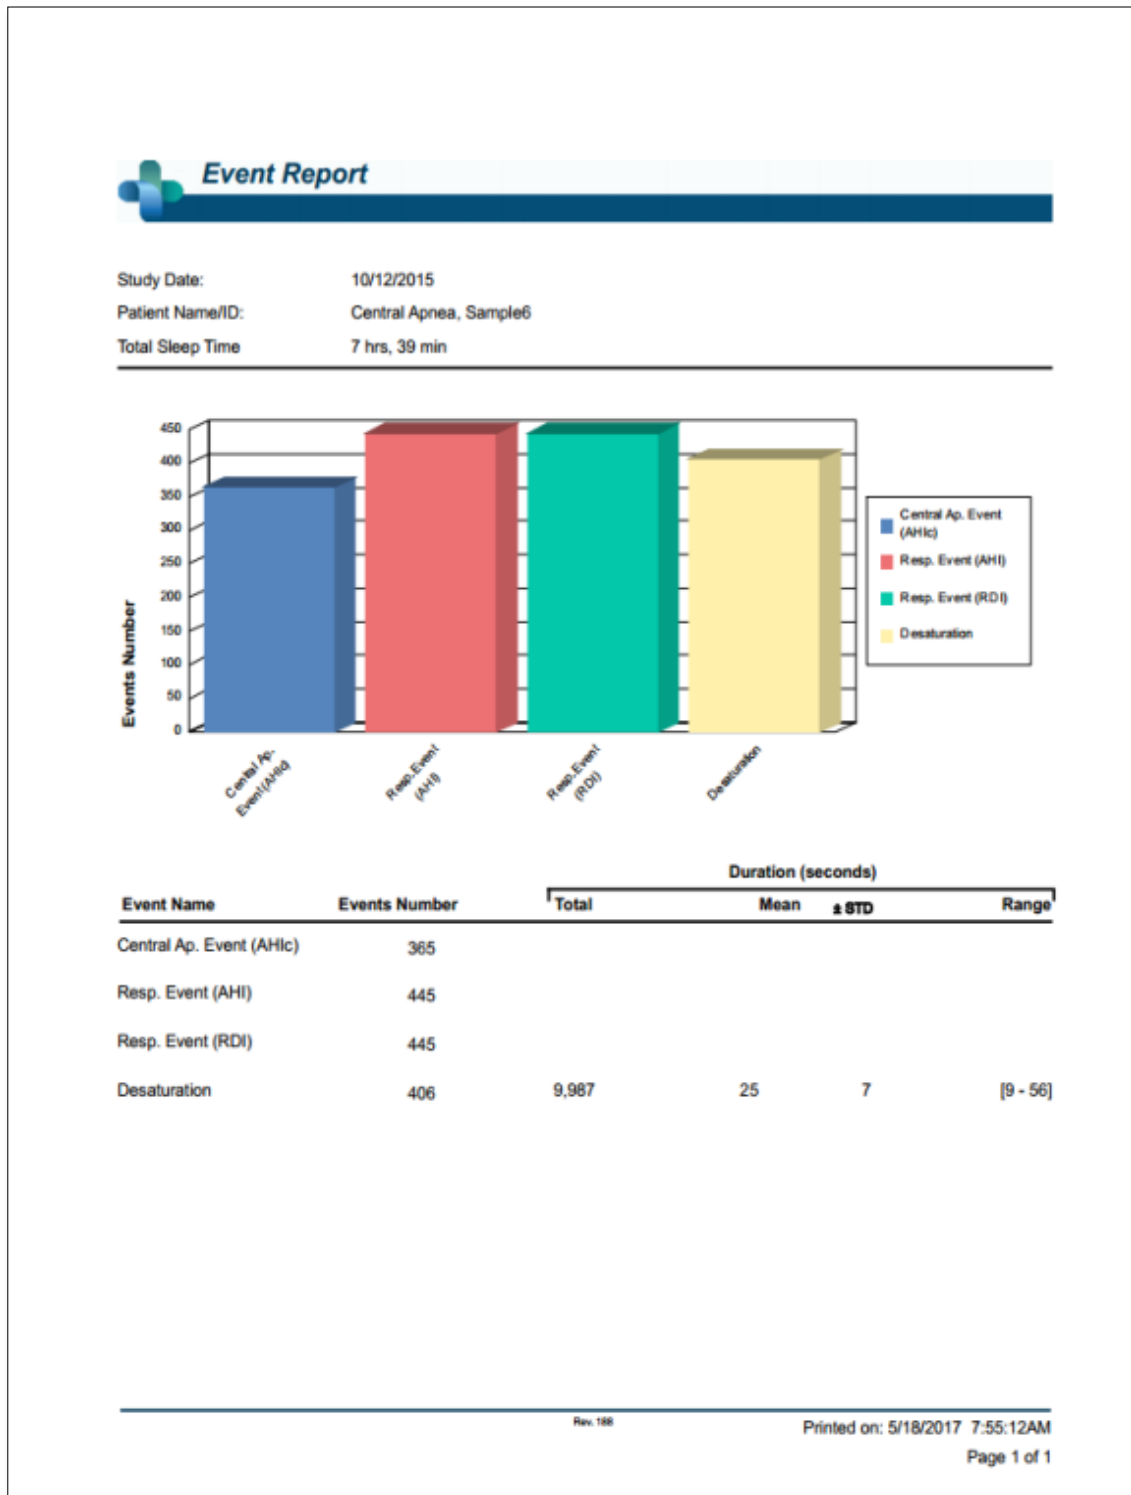 Event Report
Study Date: 10/12/2015
Patient Name/ID: Central Apnea, Sample6
Total Sleep Time 7 hrs, 39 min
450
400
350
300
250
200
150
100
50
0
Events Number
Central Ap.
Event(AHIc)
Resp.Event
(AHI)
Resp.Event
(RDI)
Desaturation
Central Ap. Event
(AHIc)
Resp. Event (AHI)
Resp. Event (RDI)
Desaturation
Duration (seconds)
Event Name Events Number Total Mean ± STD Range
Central Ap. Event (AHIc) 365
Resp. Event (AHI) 445
Resp. Event (RDI) 445
Desaturation 406 9,987 25 7 [9 - 56]
Rev. 188
Printed on: 5/18/2017 7:55:12AM
Page 1 of 1